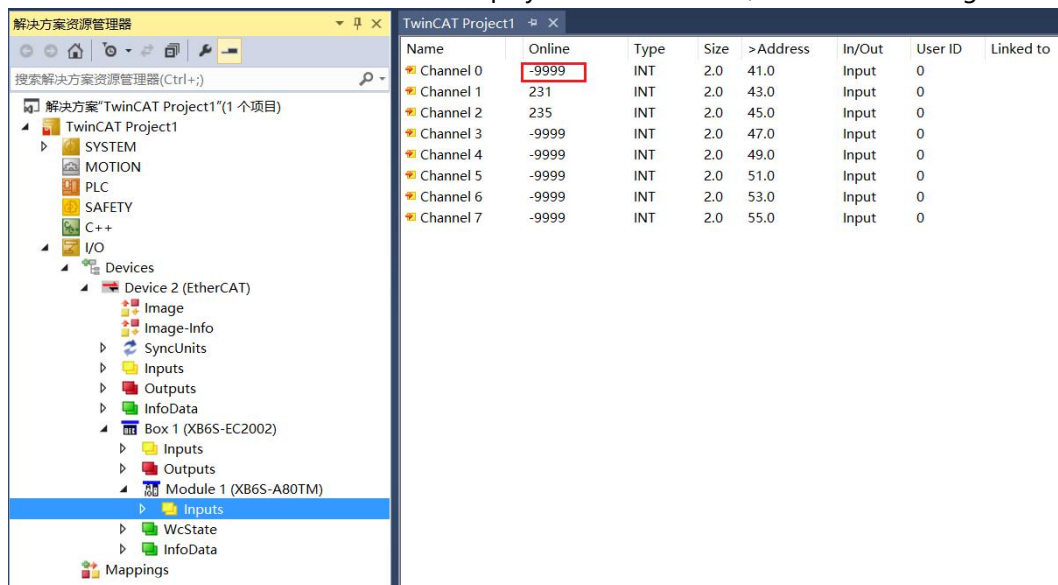 解决方案资源管理器
搜索解决方案资源管理器(Ctrl+;)
解决方案"TwinCAT Project1"(1 个项目)
TwinCAT Project1
SYSTEM
MOTION
PLC
SAFETY
C++
I/O
Devices
Device 2 (EtherCAT)
Image
Image-Info
SyncUnits
Inputs
Outputs
InfoData
Box 1 (XB6S-EC2002)
Inputs
Outputs
Module 1 (XB6S-A80TM)
Inputs
WcState
InfoData
Mappings
TwinCAT Project1
Name Online Type Size >Address In/Out User ID Linked to
Channel 0 -9999 INT 2.0 41.0 Input 0
Channel 1 231 INT 2.0 43.0 Input 0
Channel 2 235 INT 2.0 45.0 Input 0
Channel 3 -9999 INT 2.0 47.0 Input 0
Channel 4 -9999 INT 2.0 49.0 Input 0
Channel 5 -9999 INT 2.0 51.0 Input 0
Channel 6 -9999 INT 2.0 53.0 Input 0
Channel 7 -9999 INT 2.0 55.0 Input 0